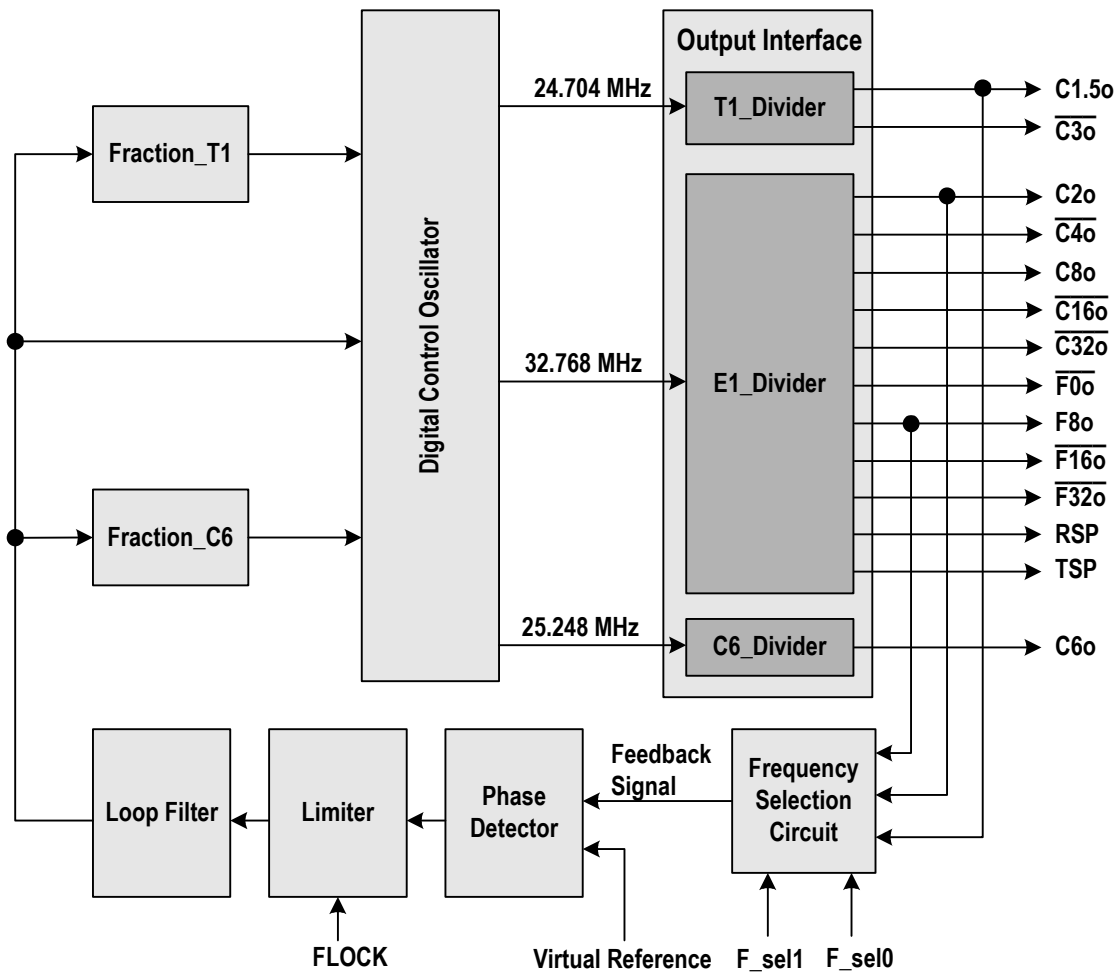 Output Interface
24.704 MHz
T1_Divider
C1.5o
C3o
Fraction_T1
C2o
C4o
C8o
C16o
C32o
Digital Control Oscillator
32.768 MHz
E1_Divider
F0o
F8o
F16o
F32o
RSP
TSP
Fraction_C6
25.248 MHz
C6_Divider
C6o
Loop Filter
Limiter
Phase
Detector
Feedback
Signal
Frequency
Selection
Circuit
FLOCK
Virtual Reference
F_sel1
F_sel0